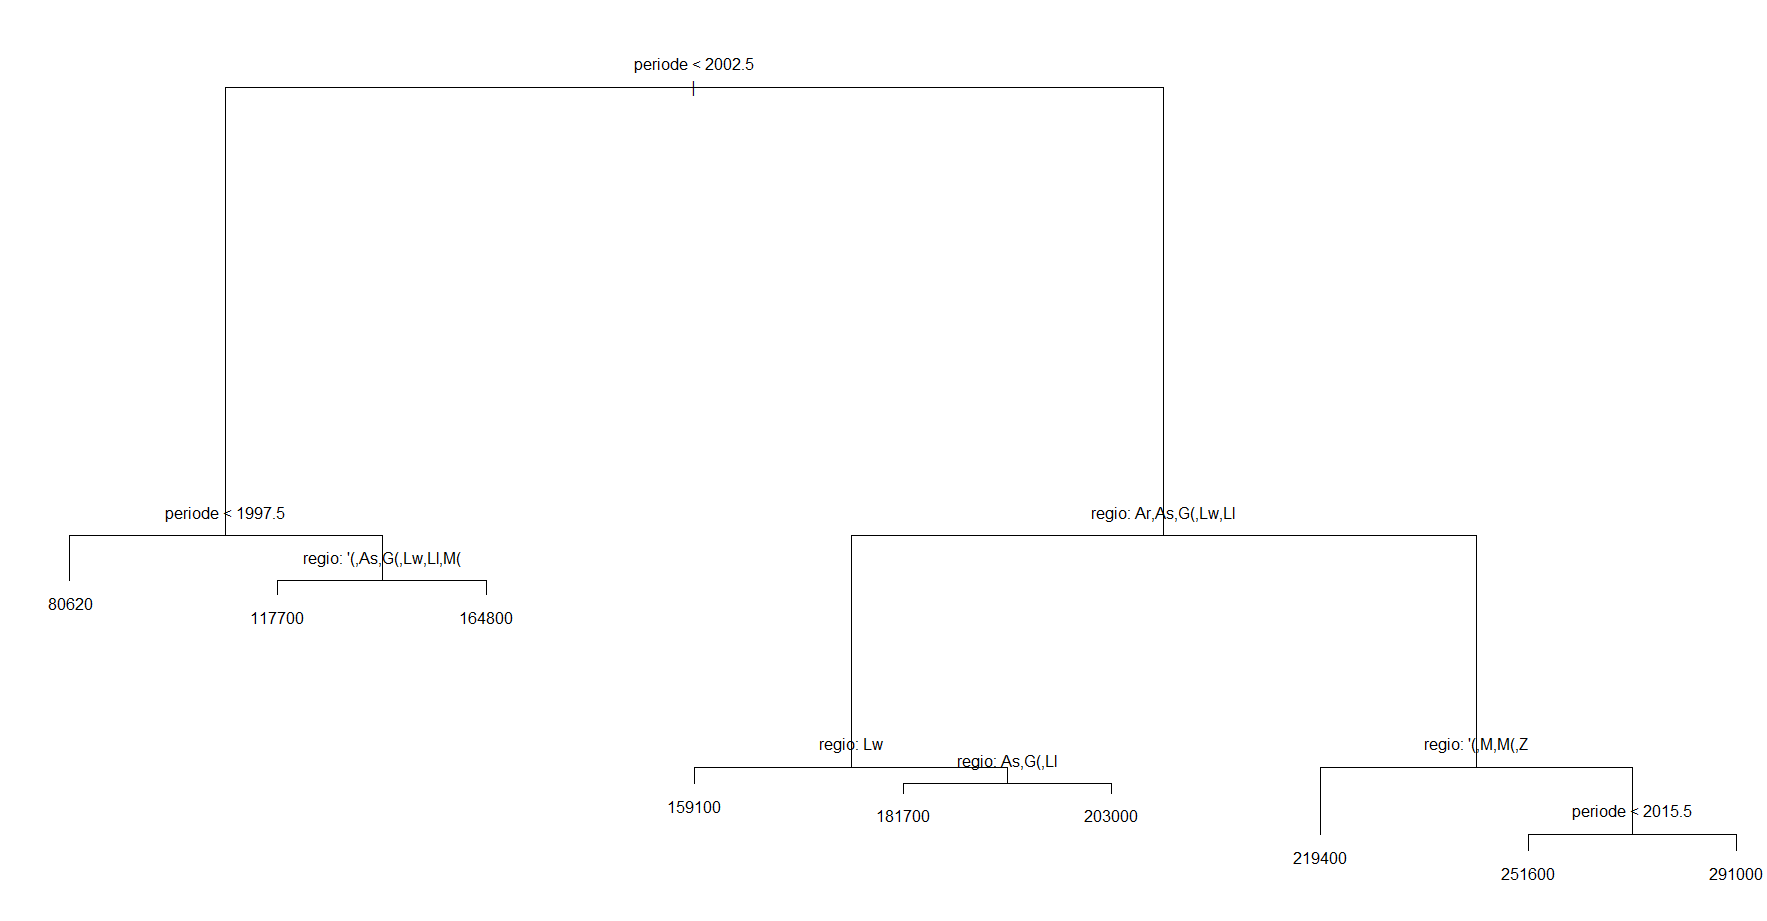 periode < 2002.5
periode < 1997.5
regio: Ar,As,G(,Lw,Ll
regio: '(,As,G(,Lw,Ll,M(
80620
117700
164800
regio: Lw
regio: '(,M,M(,Z
regio: As,G(,Ll
159100
181700
203000
periode < 2015.5
219400
251600
291000